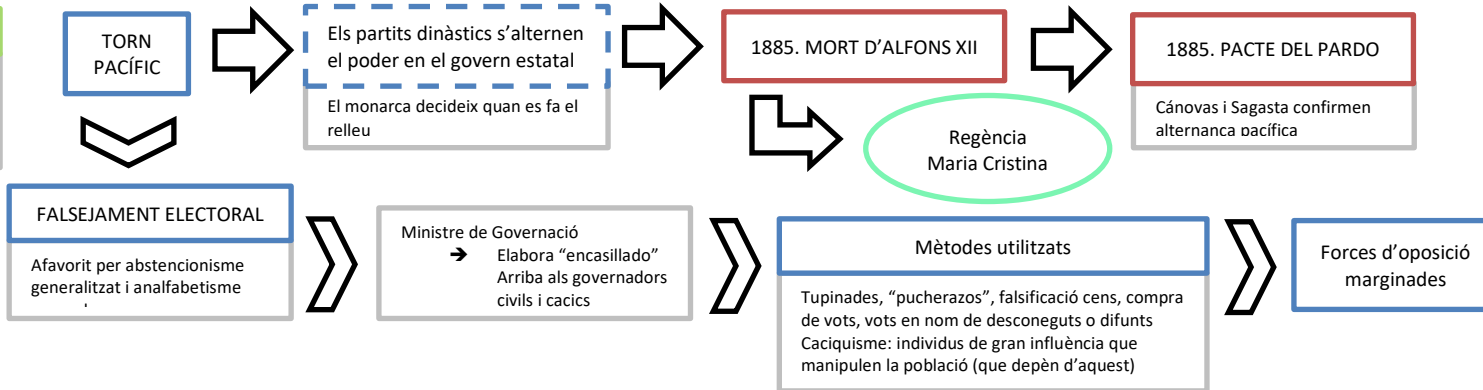 TORN
PACÍFIC
Els partits dinàstics s’alternen
el poder en el govern estatal
El monarca decideix quan es fa el
relleu
1885. MORT D’ALFONS XII
Regència
Maria Cristina
1885. PACTE DEL PARDO
Cánovas i Sagasta confirmen
alternança pacífica
FALSEJAMENT ELECTORAL
Afavorit per abstencionisme
generalitzat i analfabetisme
Ministre de Governació
➔ Elabora “encasillado”
Arriba als governadors
civils i cacics
Mètodes utilitzats
Tupinades, “pucherazos”, falsificació cens, compra
de vots, vots en nom de desconeguts o difunts
Caciquisme: individus de gran influència que
manipulen la població (que depèn d’aquest)
Forces d’oposició
marginades